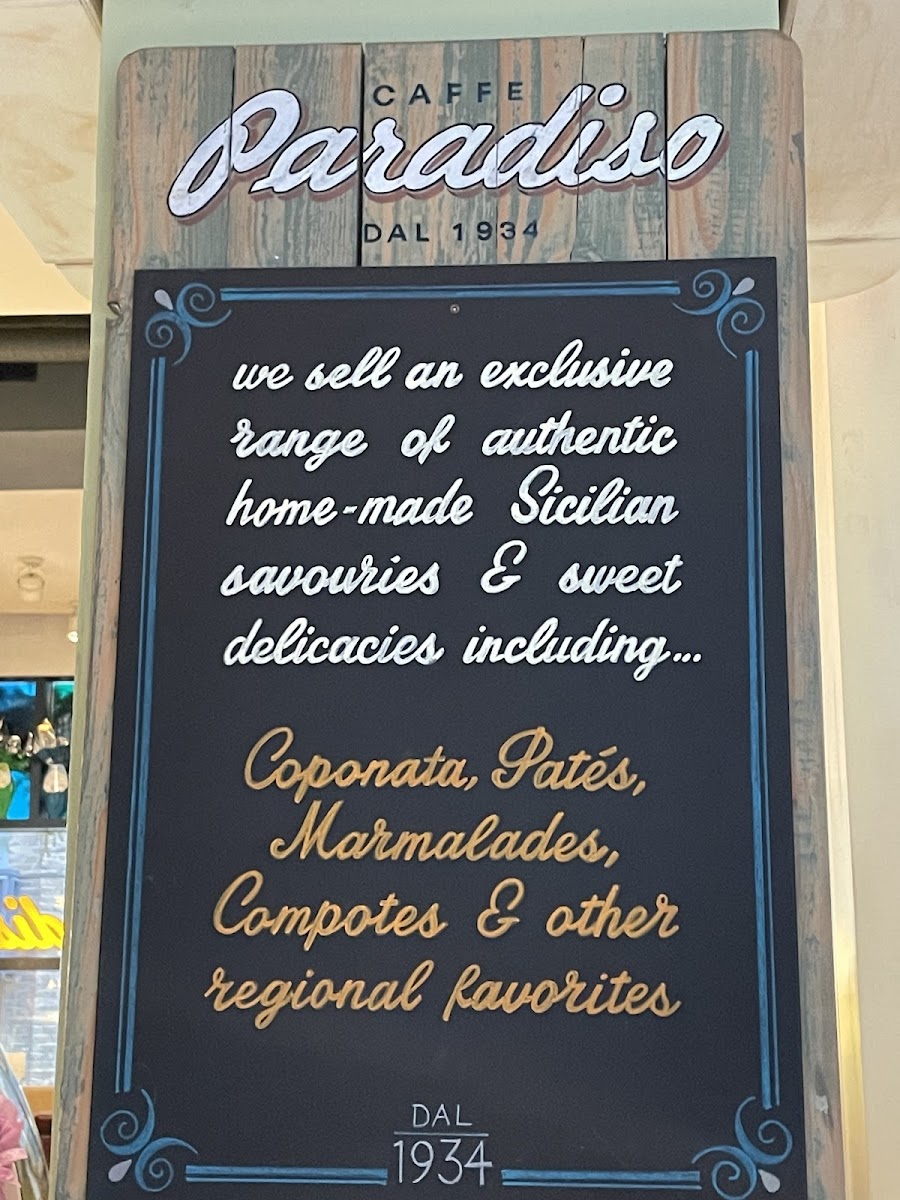 CAFFE
Paradiso
DAL 1934
we sell an exclusive
range of authentic
home-made Sicilian
savouries & sweet
delicacies including...
Coponata, Patés,
Marmalades,
Compotes & other
regional favorites
DAL
1934